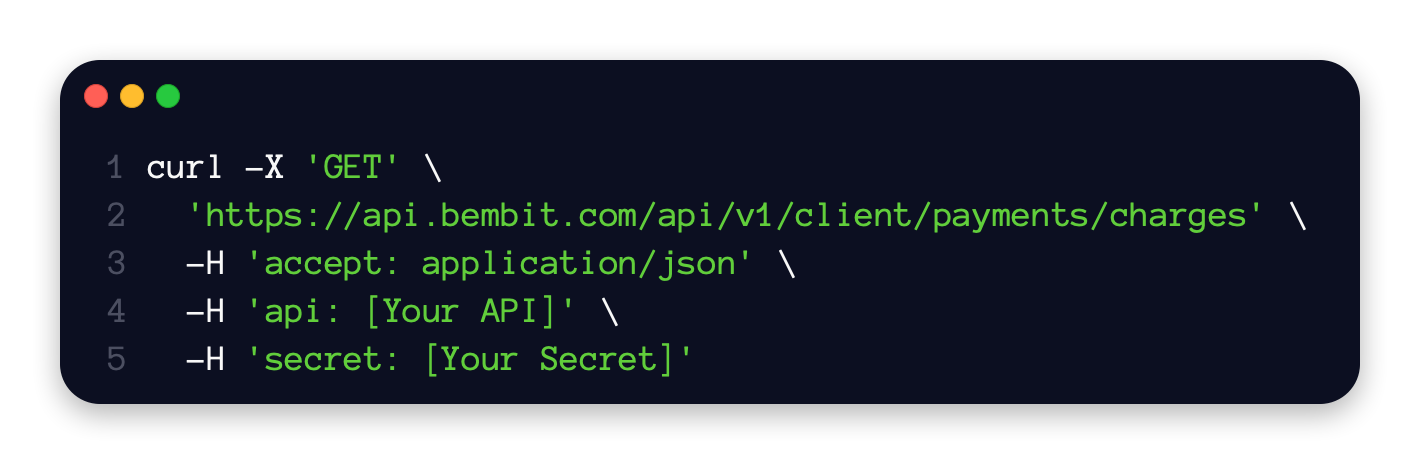 1 curl -X 'GET' \
2   'https://api.bembit.com/api/v1/client/payments/charges' \
3   -H 'accept: application/json' \
4   -H 'api: [Your API]' \
5   -H 'secret: [Your Secret]'